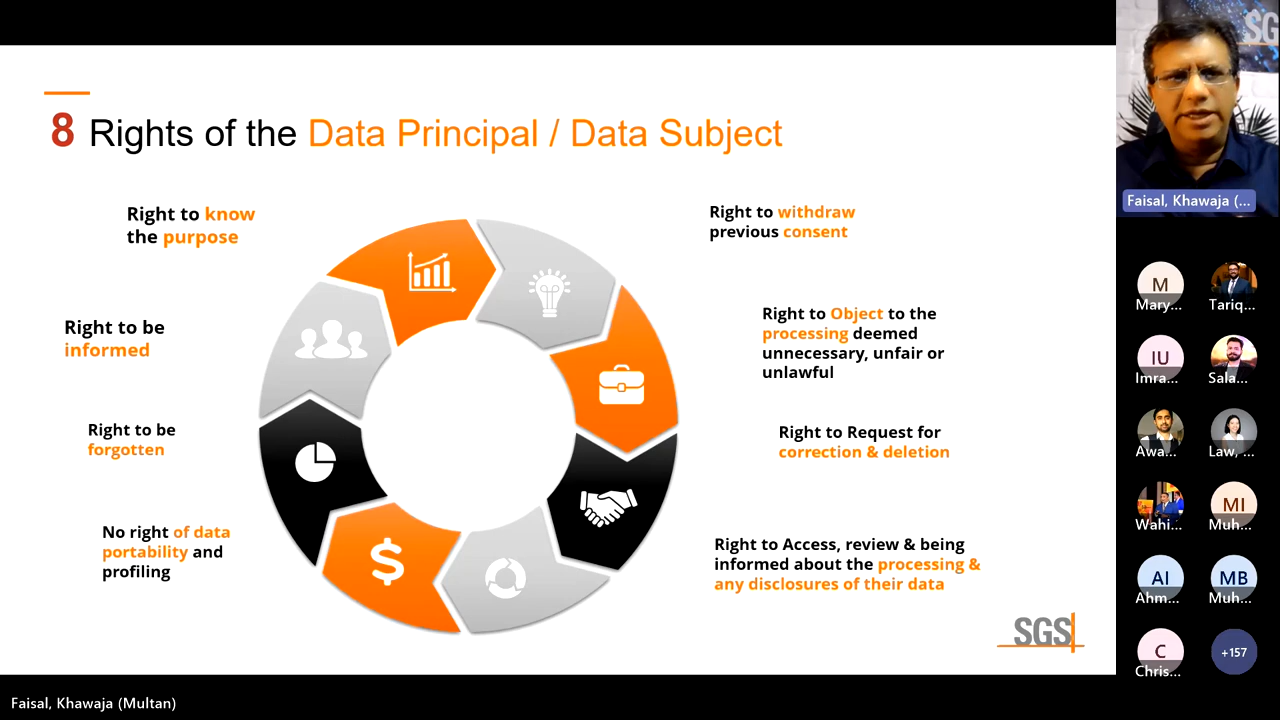 8 Rights of the Data Principal / Data Subject
Right to know
the purpose
Right to be
informed
Right to be
forgotten
No right of data
portability and
profiling
Right to withdraw
previous consent
Right to Object to the
processing deemed
unnecessary, unfair or
unlawful
Right to Request for
correction & deletion
Right to Access, review & being
informed about the processing &
any disclosures of their data
$
SGS
SG
Faisal, Khawaja (...
M
Mary...
Tariq...
IU
Imra...
Sala...
Awa...
Law, ...
Wahi...
MI
Muh...
AI
Ahm...
MB
Muh...
C
Chris...
+157
Faisal, Khawaja (Multan)